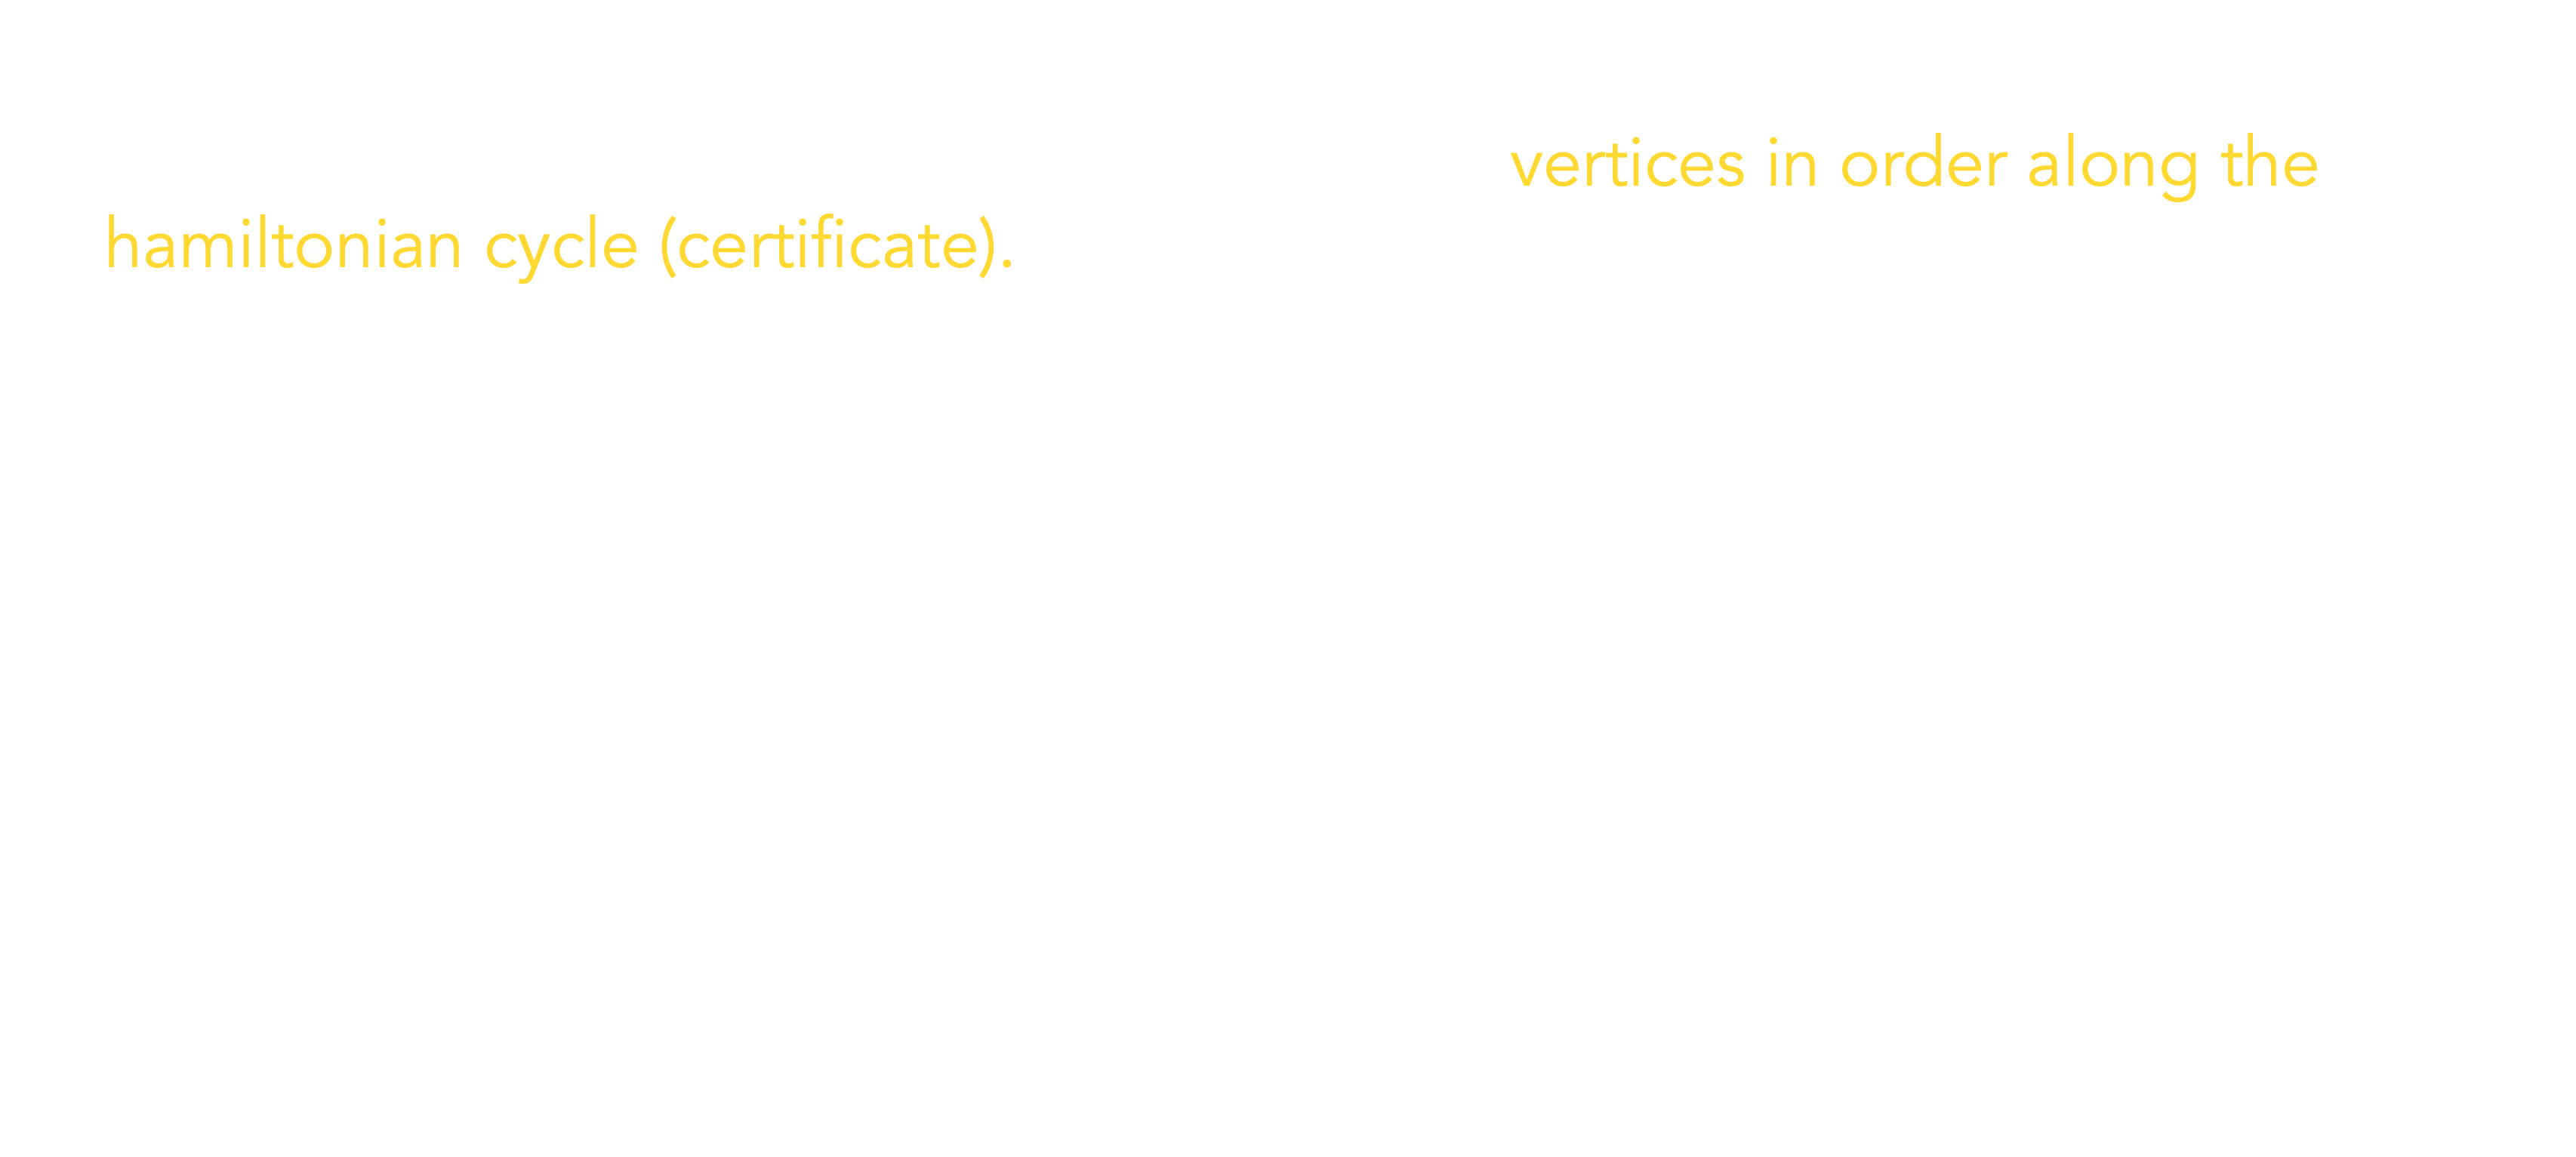 vertices in order along the
hamiltonian cycle (certificate).